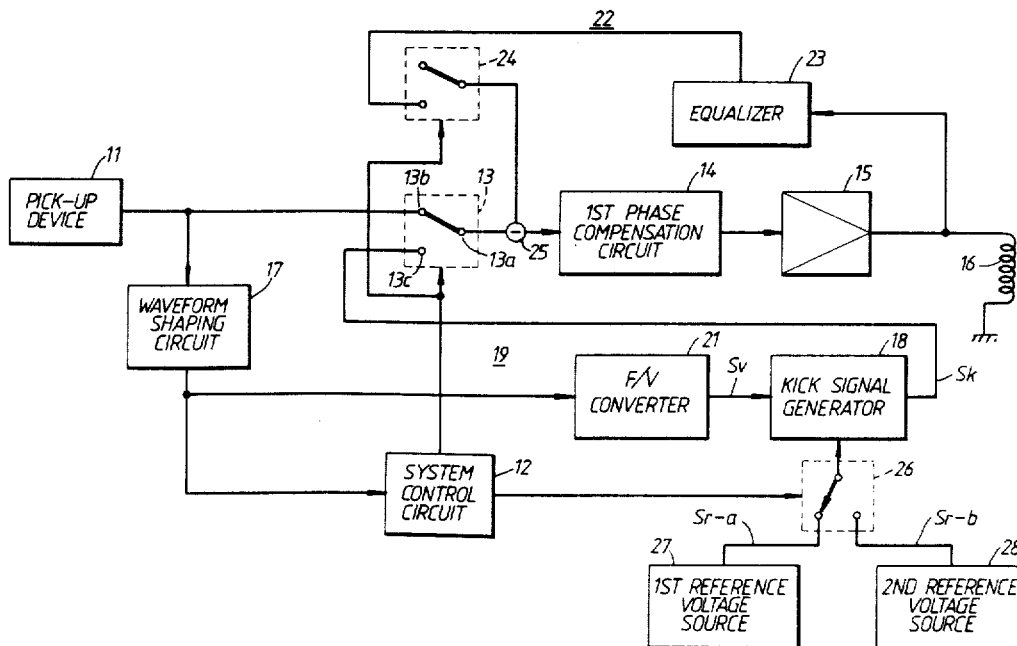 22
24
23
EQUALIZER
11
PICK-UP
DEVICE
13b
13
13a
13c
25
14
1ST PHASE
COMPENSATION
CIRCUIT
15
16
17
WAVEFORM
SHAPING
CIRCUIT
19
21
F/V
CONVERTER
Sv
18
KICK SIGNAL
GENERATOR
Sk
12
SYSTEM
CONTROL
CIRCUIT
26
Sr-a
Sr-b
27
1ST REFERENCE
VOLTAGE
SOURCE
28
2ND REFERENCE
VOLTAGE
SOURCE